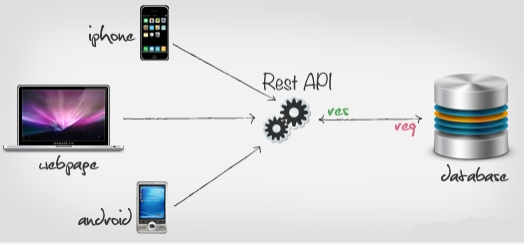 iphone
Rest API
res
req
webpage
database
android